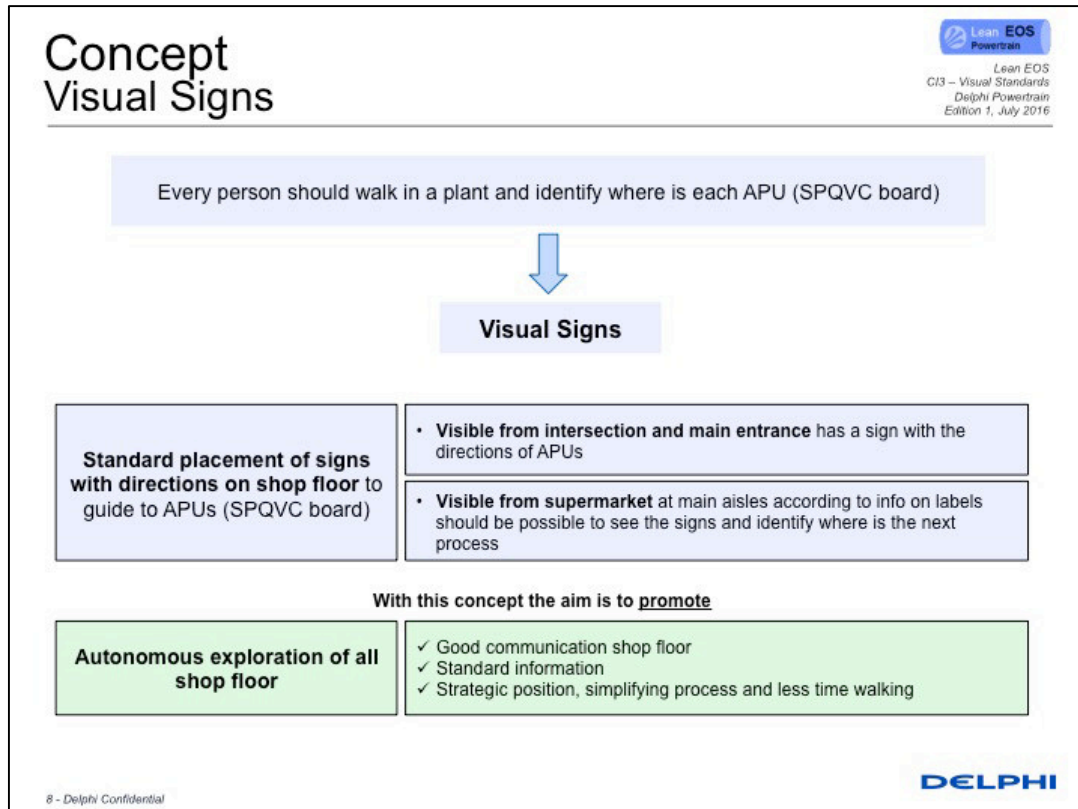 Concept
Visual Signs
Lean EOS
Powertrain
Lean EOS
CI3 – Visual Standards
Delphi Powertrain
Edition 1, July 2016
Every person should walk in a plant and identify where is each APU (SPQVC board)
Visual Signs
Standard placement of signs
with directions on shop floor to
guide to APUs (SPQVC board)
• Visible from intersection and main entrance has a sign with the
directions of APUs
• Visible from supermarket at main aisles according to info on labels
should be possible to see the signs and identify where is the next
process
With this concept the aim is to promote
Autonomous exploration of all
shop floor
✓ Good communication shop floor
✓ Standard information
✓ Strategic position, simplifying process and less time walking
8 - Delphi Confidential
DELPHI